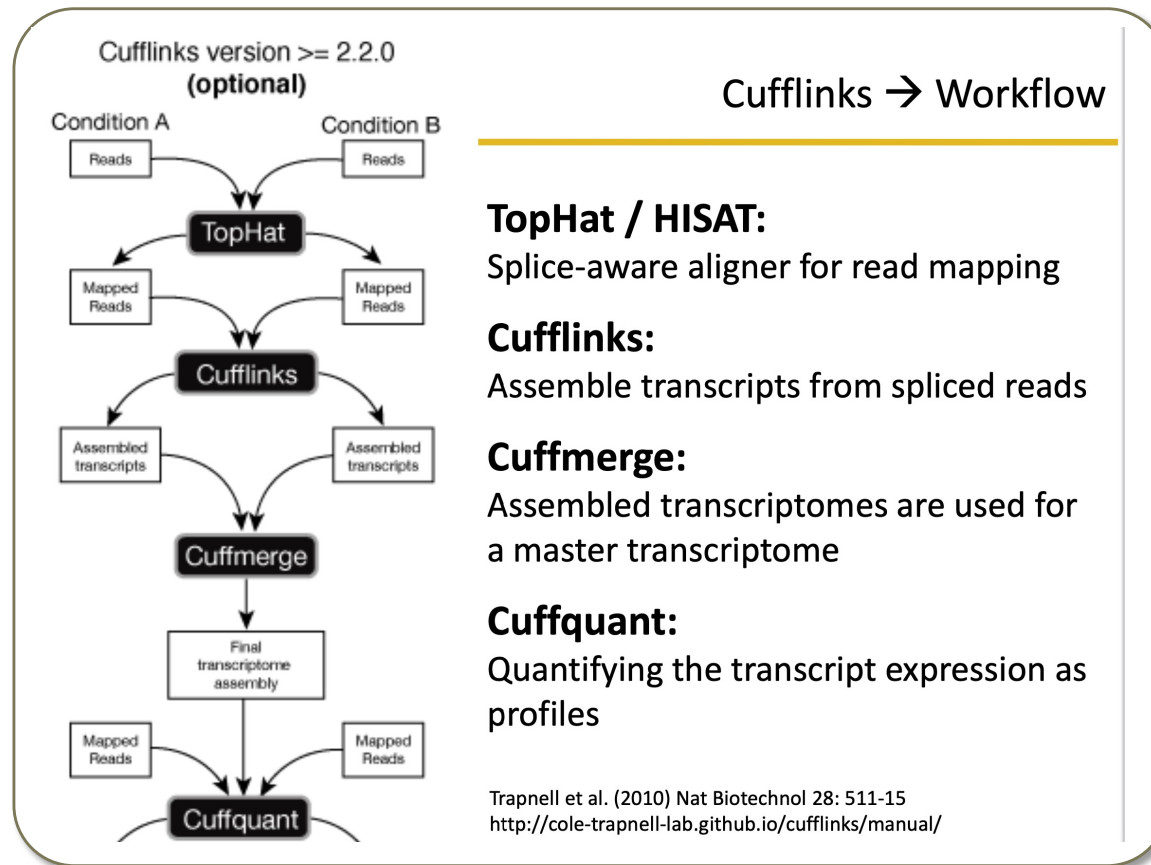 Cufflinks version >= 2.2.0
(optional)
Condition A
Condition B
Reads
Reads
TopHat
Mapped
Reads
Mapped
Reads
Cufflinks
Assembled
transcripts
Assembled
transcripts
Cuffmerge
Final
transcriptome
assembly
Mapped
Reads
Mapped
Reads
Cuffquant
Cufflinks → Workflow
TopHat / HISAT:
Splice-aware aligner for read mapping
Cufflinks:
Assemble transcripts from spliced reads
Cuffmerge:
Assembled transcriptomes are used for
a master transcriptome
Cuffquant:
Quantifying the transcript expression as
profiles
Trapnell et al. (2010) Nat Biotechnol 28: 511-15
http://cole-trapnell-lab.github.io/cufflinks/manual/